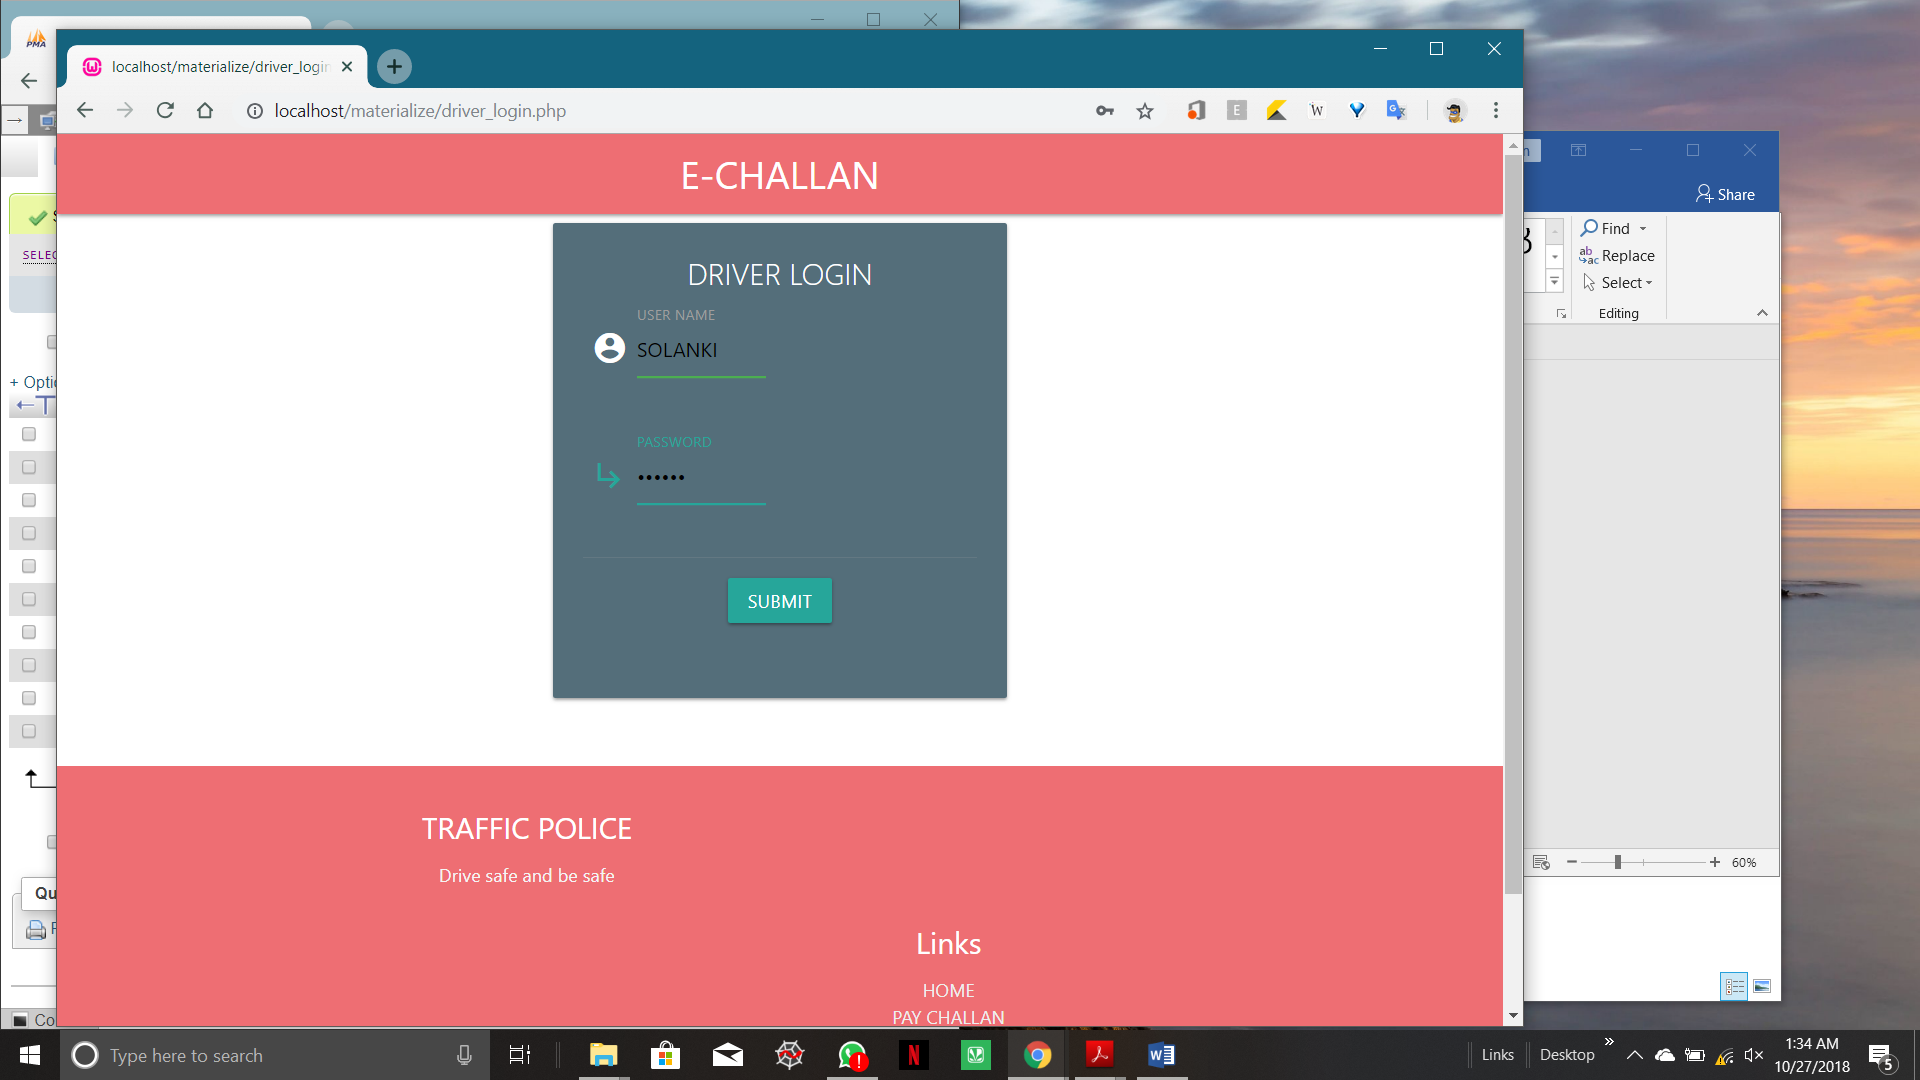 PMA
localhost/materialize/driver_login
localhost/materialize/driver_login.php
E
W
E-CHALLAN
Share
DRIVER LOGIN
Find
SELEC
Replace
USER NAME
Select
SOLANKI
Editing
+ Optio
PASSWORD
••••••
SUBMIT
TRAFFIC POLICE
60%
Drive safe and be safe
Qu
Links
HOME
PAY CHALLAN
Co
Type here to search
Links
Desktop
1:34 AM
10/27/2018
5